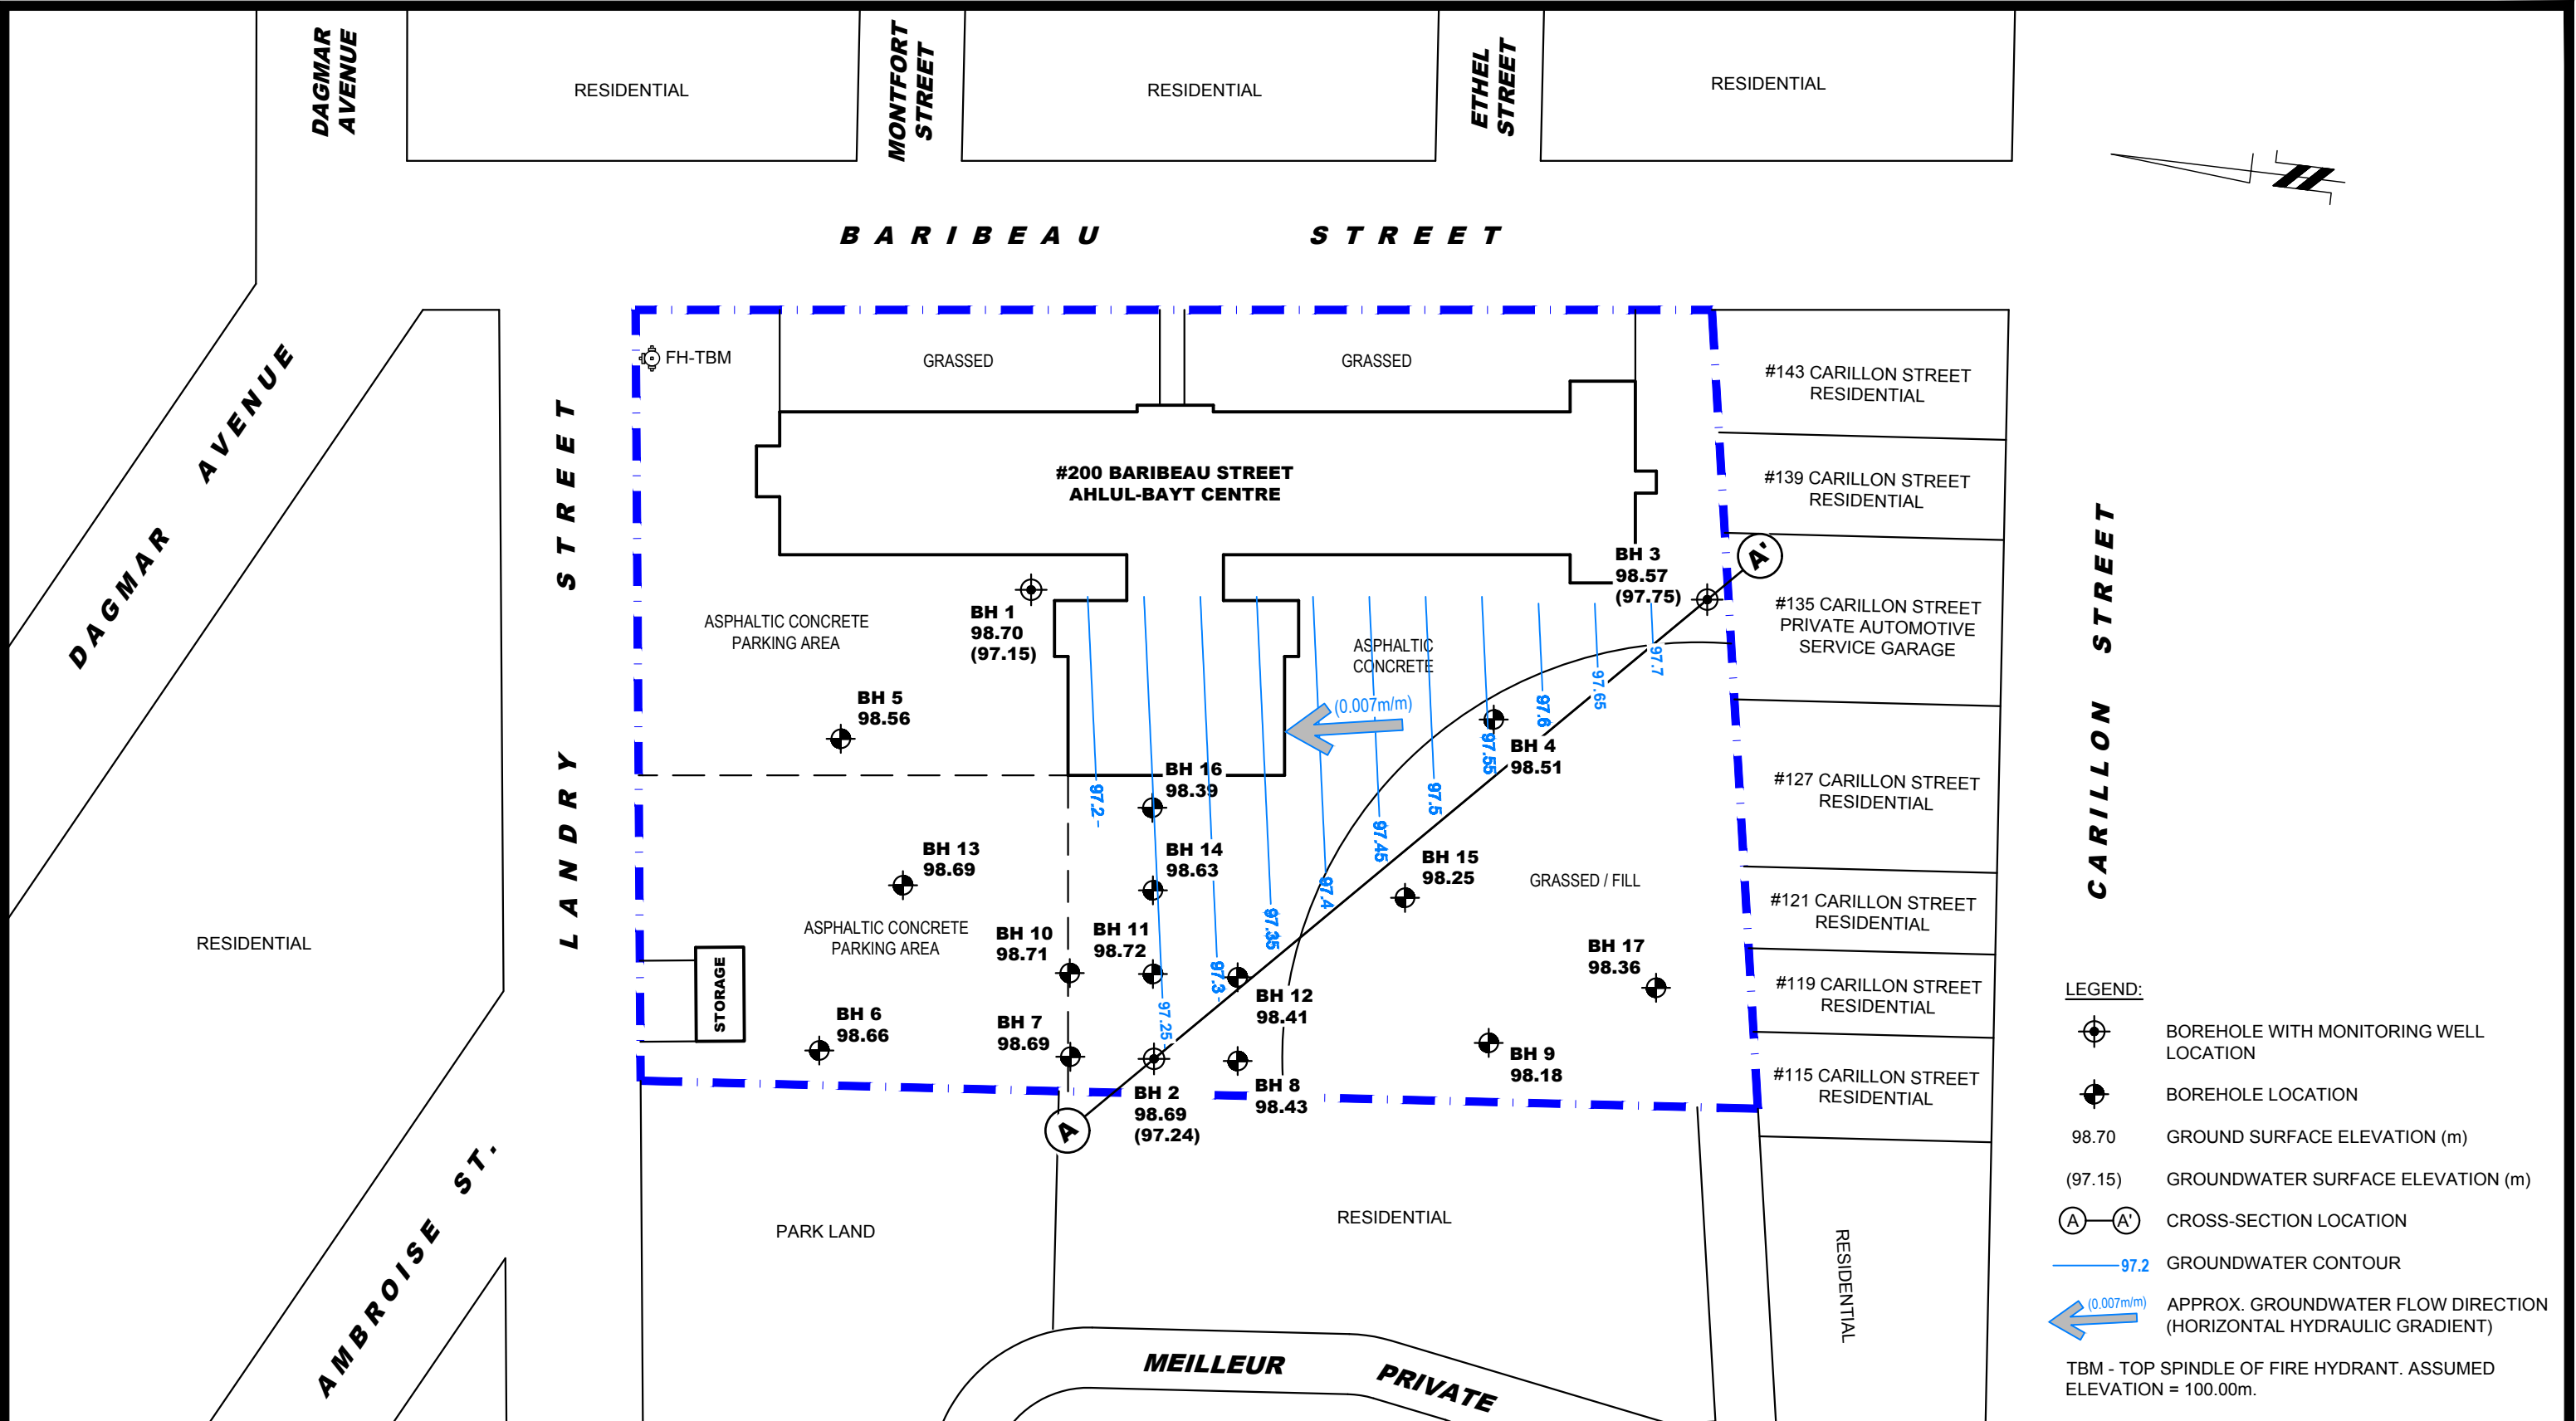 DAGMAR
AVENUE
RESIDENTIAL
MONTFORT
STREET
RESIDENTIAL
ETHEL
STREET
RESIDENTIAL
BARIBEAU STREET
DAGMAR AVENUE
LANDRY STREET
FH-TBM
GRASSED
GRASSED
#200 BARIBEAU STREET
AHLUL-BAYT CENTRE
#143 CARILLON STREET
RESIDENTIAL
#139 CARILLON STREET
RESIDENTIAL
#135 CARILLON STREET
PRIVATE AUTOMOTIVE
SERVICE GARAGE
#127 CARILLON STREET
RESIDENTIAL
#121 CARILLON STREET
RESIDENTIAL
#119 CARILLON STREET
RESIDENTIAL
#115 CARILLON STREET
RESIDENTIAL
CARILLON STREET
BH 3
98.57
(97.75)
A'
BH 1
98.70
(97.15)
ASPHALTIC CONCRETE
PARKING AREA
ASPHALTIC
CONCRETE
BH 5
98.56
(0.007m/m)
BH 4
98.51
BH 16
98.39
97.2
97.25
97.3
97.35
97.4
97.45
97.5
97.55
97.6
97.65
97.7
BH 13
98.69
BH 14
98.63
BH 15
98.25
GRASSED / FILL
ASPHALTIC CONCRETE
PARKING AREA
BH 10
98.71
BH 11
98.72
BH 17
98.36
RESIDENTIAL
STORAGE
BH 6
98.66
BH 7
98.69
BH 12
98.41
BH 9
98.18
BH 2
98.69
(97.24)
BH 8
98.43
A
PARK LAND
RESIDENTIAL
RESIDENTIAL
AMBROISE ST.
MEILLEUR PRIVATE
LEGEND:
BOREHOLE WITH MONITORING WELL
LOCATION
BOREHOLE LOCATION
98.70 GROUND SURFACE ELEVATION (m)
(97.15) GROUNDWATER SURFACE ELEVATION (m)
A A' CROSS-SECTION LOCATION
97.2 GROUNDWATER CONTOUR
(0.007m/m) APPROX. GROUNDWATER FLOW DIRECTION
(HORIZONTAL HYDRAULIC GRADIENT)
TBM - TOP SPINDLE OF FIRE HYDRANT. ASSUMED
ELEVATION = 100.00m.